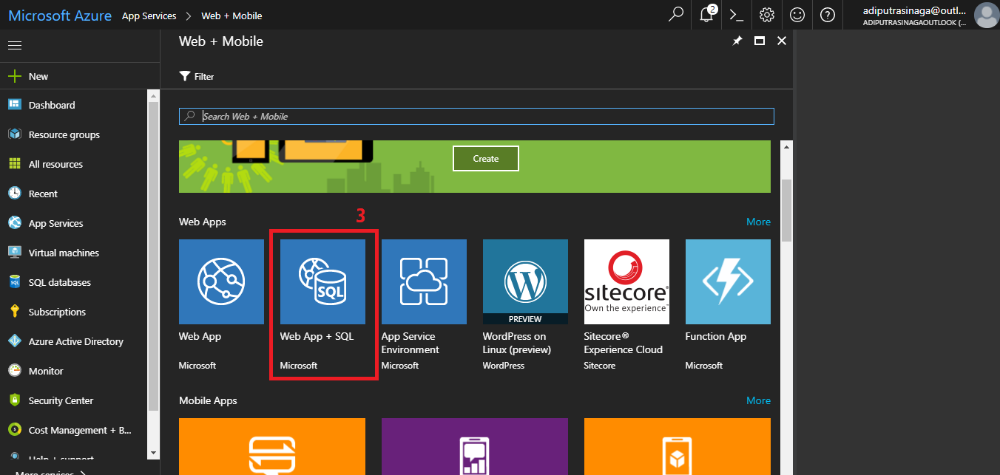 Microsoft Azure App Services > Web + Mobile
2
adiputrasinaga@outl...
ADIPUTRASINAGAOUTLOOK (...
Web + Mobile
New
Filter
Dashboard
Resource groups
All resources
Recent
App Services
Virtual machines
SQL
SQL databases
Subscriptions
Azure Active Directory
Monitor
Security Center
Cost Management + B...
Help + support
More services >
Search Web + Mobile
Create
3
Web Apps
More
SQL
PREVIEW
sitecore®
Own the experience™
Web App
Microsoft
Web App + SQL
Microsoft
App Service
Environment
Microsoft
WordPress on
Linux (preview)
WordPress
Sitecore®
Experience Cloud
Sitecore
Function App
Microsoft
Mobile Apps
More